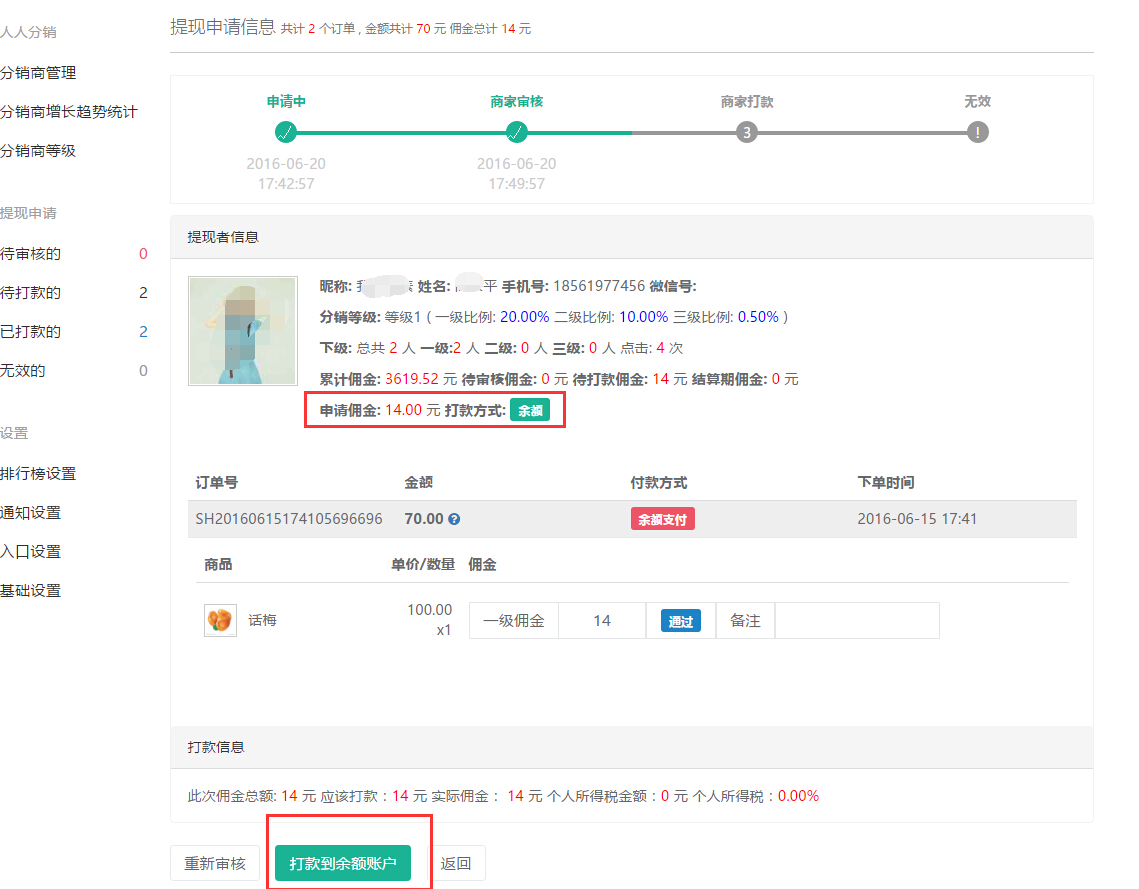 人人分销
分销商管理
分销商增长趋势统计
分销商等级
提现申请
待审核的 0
待打款的 2
已打款的 2
无效的 0
设置
排行榜设置
通知设置
入口设置
基础设置
提现申请信息 共计 2 个订单 , 金额共计 70 元 佣金总计 14 元
申请中 商家审核 商家打款 无效
3 !
2016-06-20 2016-06-20
17:42:57 17:49:57
提现者信息
昵称: 姓名: 平 手机号: 18561977456 微信号:
分销等级: 等级1 ( 一级比例: 20.00% 二级比例: 10.00% 三级比例: 0.50% )
下级: 总共 2 人 一级:2 人 二级: 0 人 三级: 0 人 点击: 4 次
累计佣金: 3619.52 元 待审核佣金: 0 元 待打款佣金: 14 元 结算期佣金: 0 元
申请佣金: 14.00 元 打款方式: 余额
订单号 金额 付款方式 下单时间
SH20160615174105696696 70.00 ? 余额支付 2016-06-15 17:41
商品 单价/数量 佣金
话梅 100.00 一级佣金 14 通过 备注
x1
打款信息
此次佣金总额: 14 元 应该打款：14 元 实际佣金： 14 元 个人所得税金额：0 元 个人所得税：0.00%
重新审核 打款到余额账户 返回